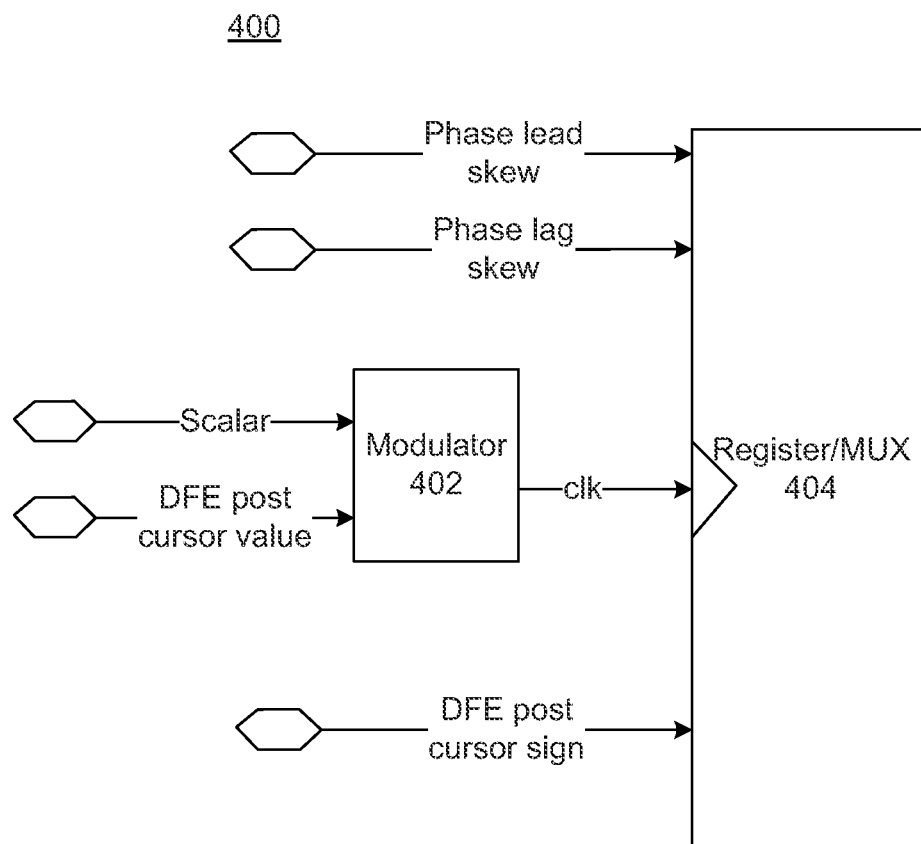 400
Phase lead
skew
Phase lag
skew
Scalar
DFE post
cursor value
Modulator
402
clk
Register/MUX
404
DFE post
cursor sign